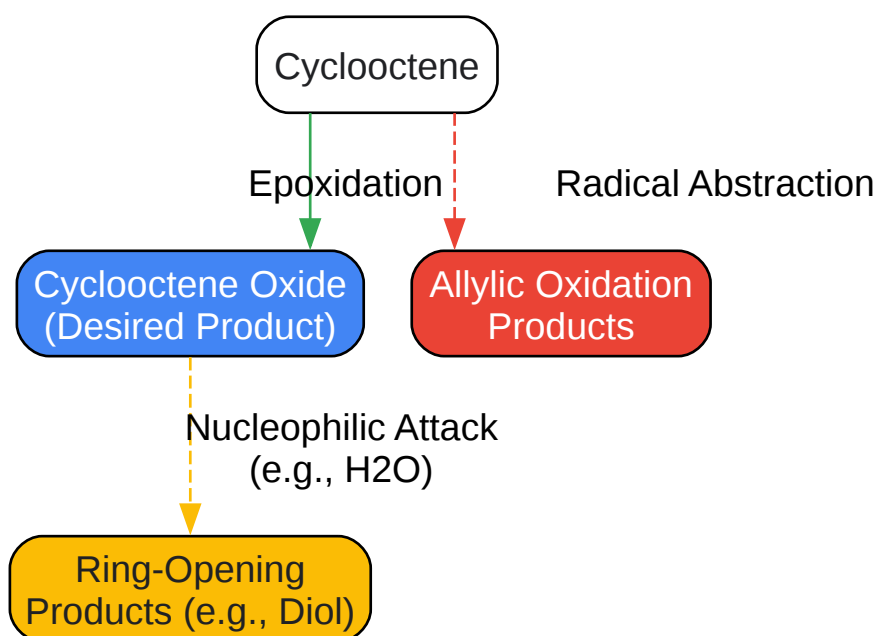 Cyclooctene
Epoxidation
Radical Abstraction
Cyclooctene Oxide
(Desired Product)
Allylic Oxidation
Products
Nucleophilic Attack
(e.g., H2O)
Ring-Opening
Products (e.g., Diol)